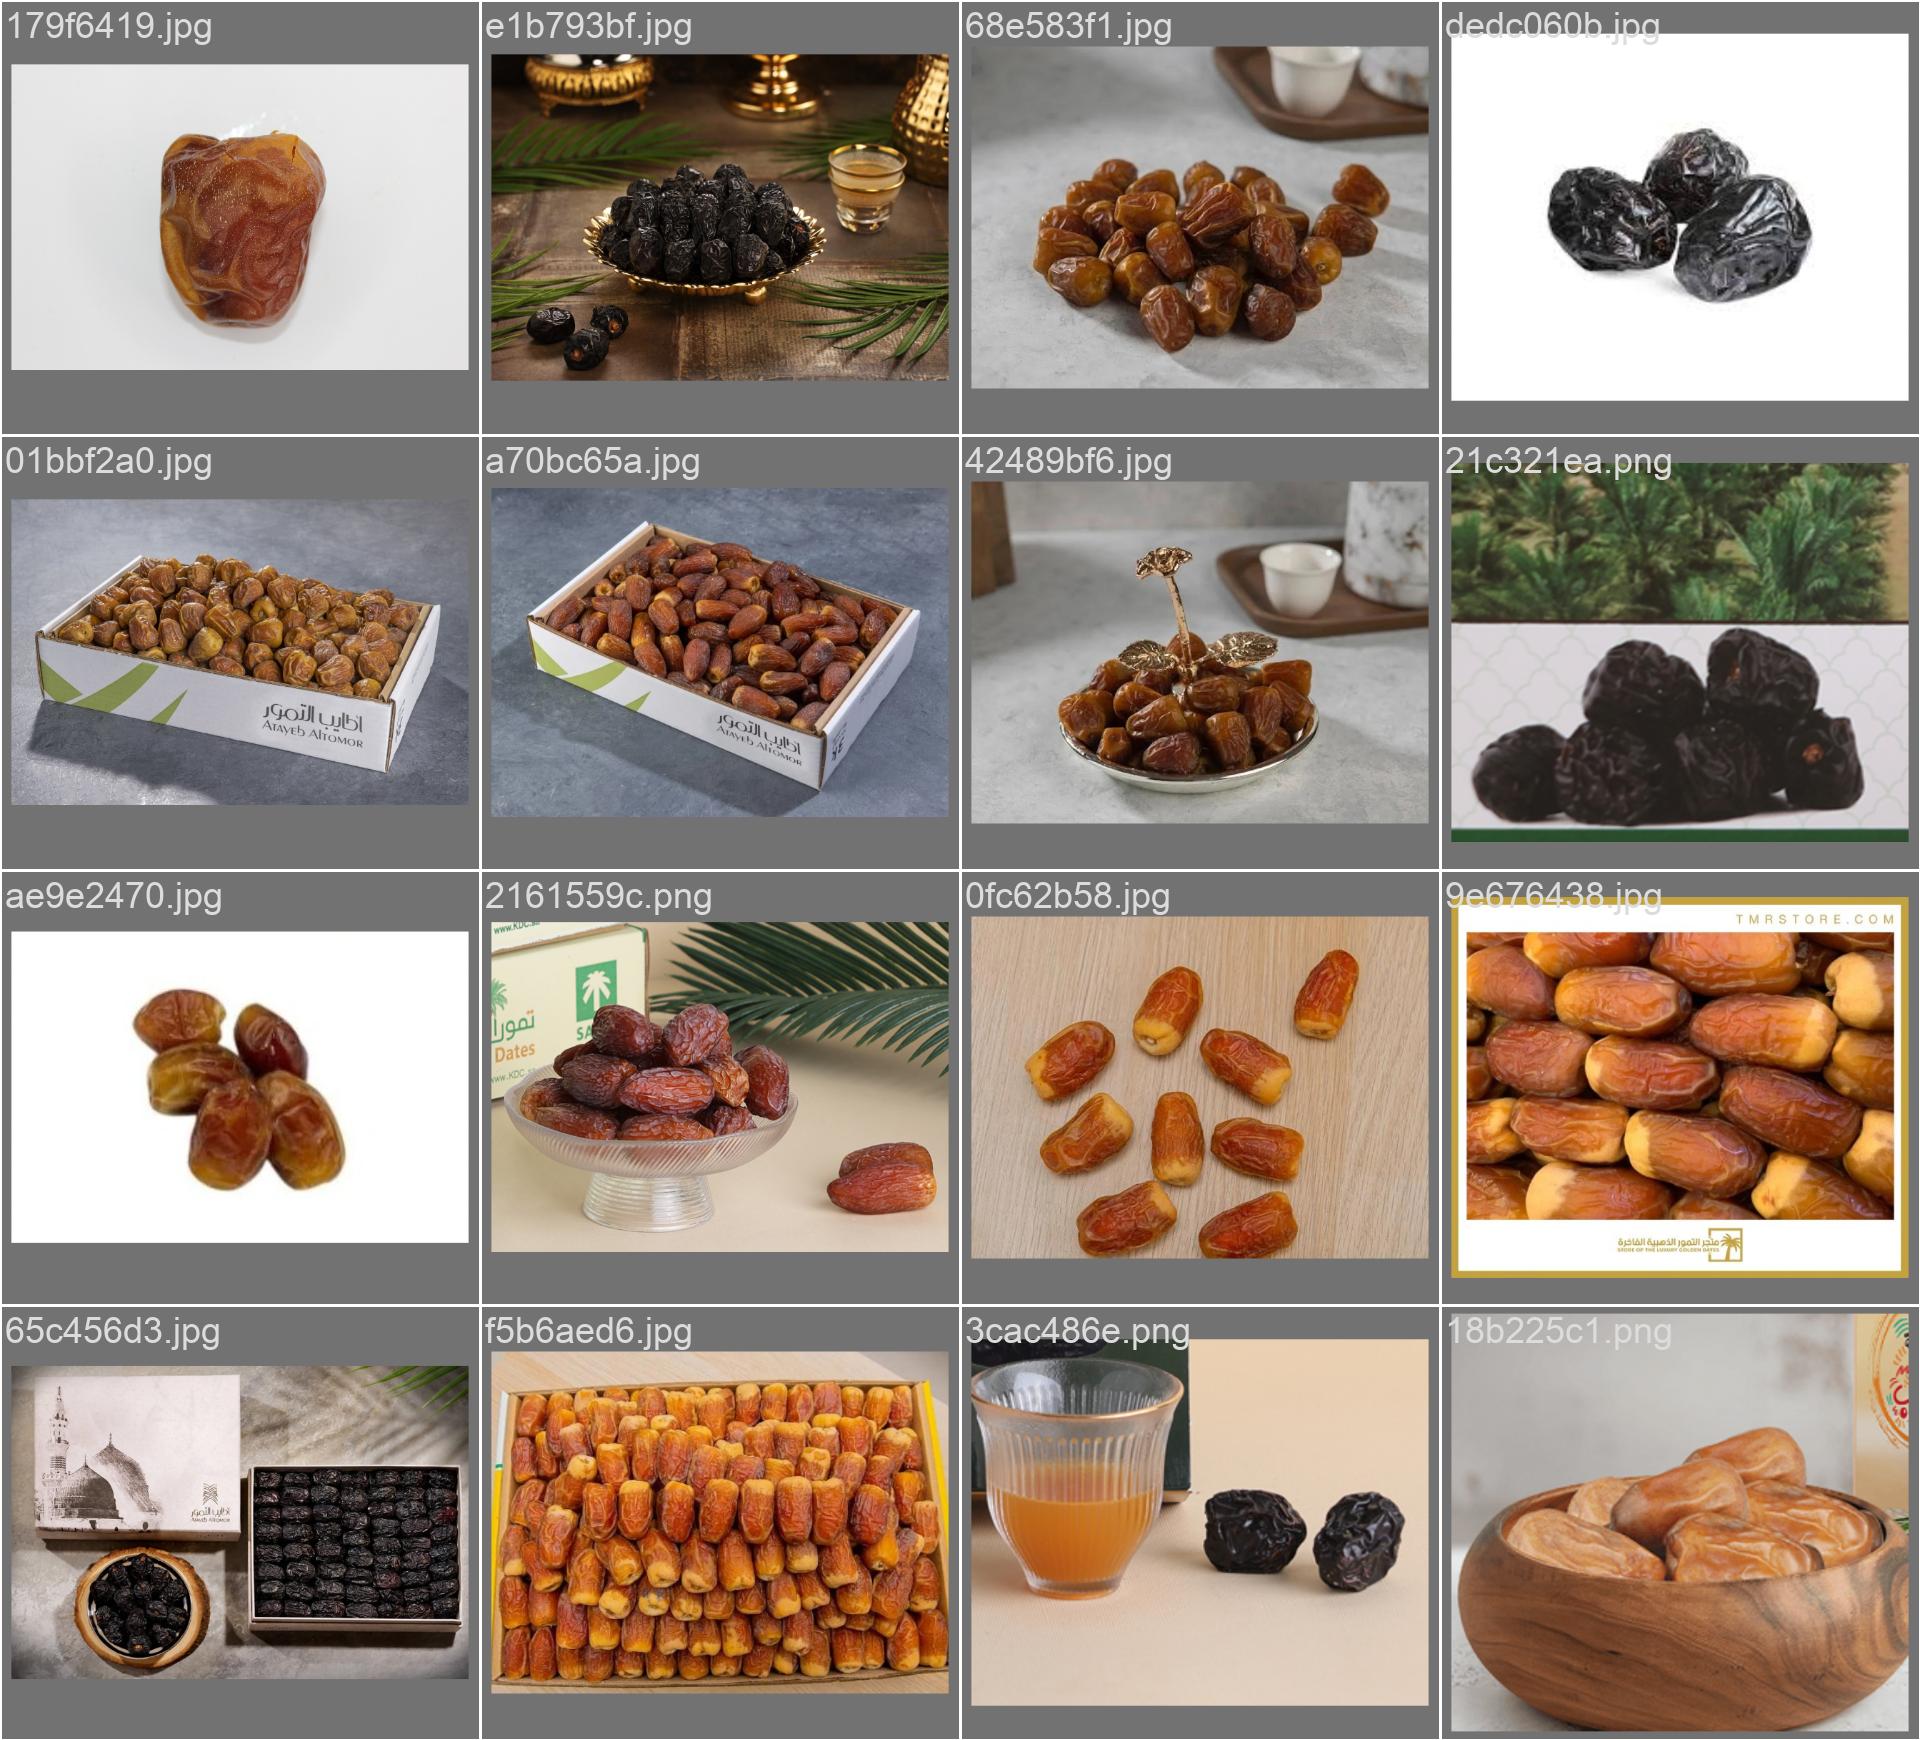 179f6419.jpg
e1b793bf.jpg
68e583f1.jpg
dedc060b.jpg
01bbf2a0.jpg
a70bc65a.jpg
42489bf6.jpg
21c321ea.png
اطايب التمور
ATAYEB ALTOMOR
اطايب التمور
ATAYEB ALTOMOR
ae9e2470.jpg
2161559c.png
0fc62b58.jpg
9e676438.jpg
www.KDC.sa
تمور
Dates
www.KDC.sa
TMRSTORE.COM
متجر التمور الذهبية الفاخرة
STORE OF THE LUXURY GOLDEN DATES
65c456d3.jpg
f5b6aed6.jpg
3cac486e.png
18b225c1.png
اطايب التمور
ATAYEB ALTOMOR